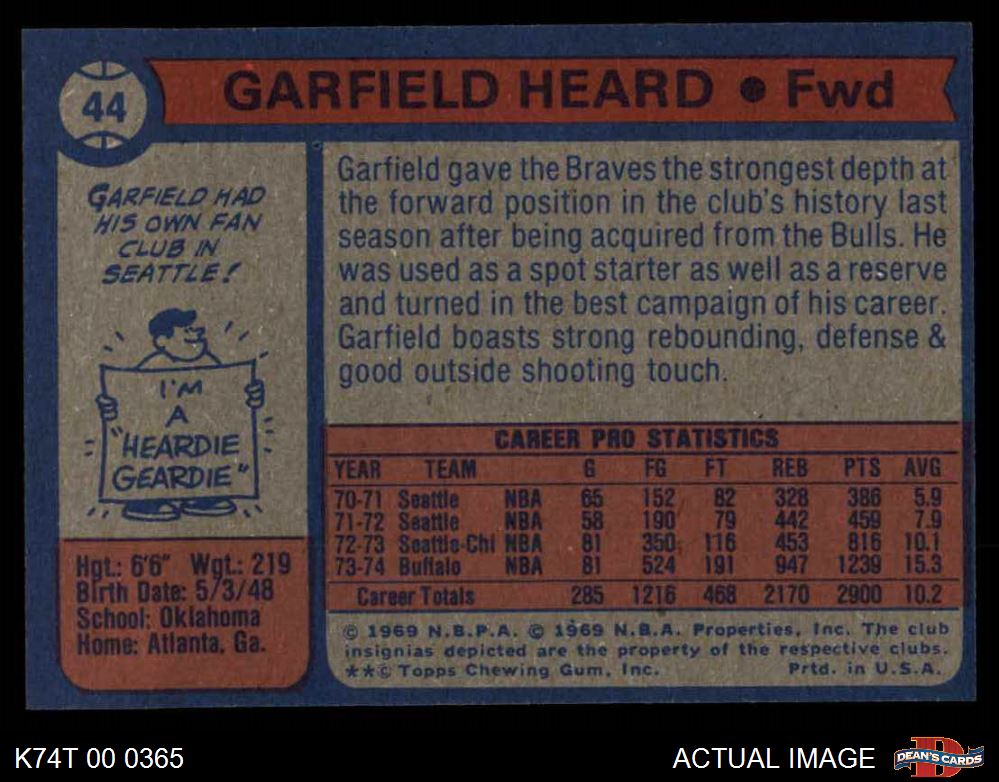 44
GARFIELD HEARD • Fwd
GARFIELD HAD
HIS OWN FAN
CLUB IN
SEATTLE!
I'M
A
"HEARDIE
GEARDIE"
Hgt.: 6'6" Wgt.: 219
Birth Date: 5/3/48
School: Oklahoma
Home: Atlanta, Ga.
Garfield gave the Braves the strongest depth at
the forward position in the club's history last
season after being acquired from the Bulls. He
was used as a spot starter as well as a reserve
and turned in the best campaign of his career.
Garfield boasts strong rebounding, defense &
good outside shooting touch.
CAREER PRO STATISTICS
YEAR TEAM G FG FT REB PTS AVG
70-71 Seattle NBA 65 152 82 328 386 5.9
71-72 Seattle NBA 58 190 79 442 459 7.9
72-73 Seattle-Chi NBA 81 350 116 453 816 10.1
73-74 Buffalo NBA 81 524 191 947 1239 15.3
Career Totals 285 1216 468 2170 2900 10.2
© 1969 N.B.P.A. © 1969 N.B.A. Properties, Inc. The club
insignias depicted are the property of the respective clubs.
**© Topps Chewing Gum, Inc. Prtd. in U.S.A.
K74T 00 0365
ACTUAL IMAGE
D
DEAN'S CARDS